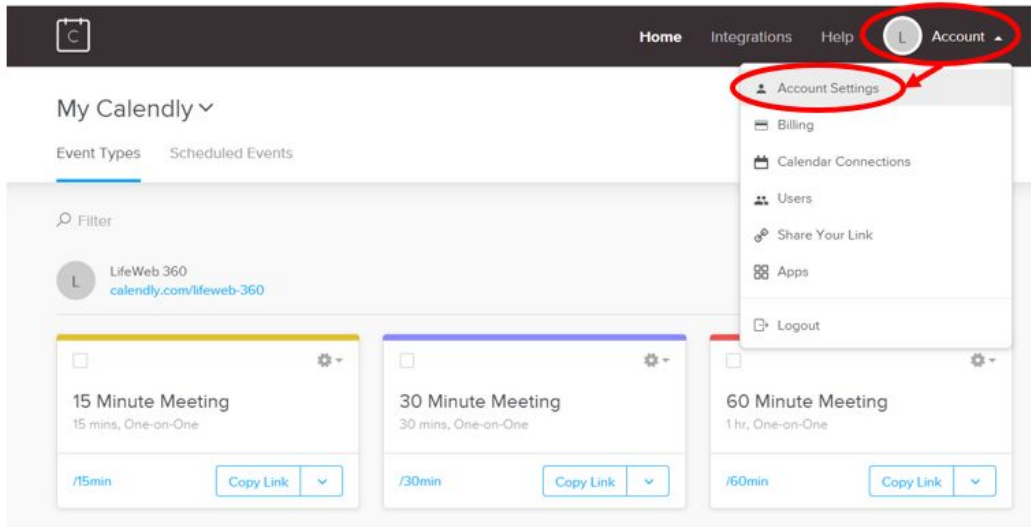 C
Home Integrations Help L Account
My Calendly
Account Settings
Billing
Event Types Scheduled Events
Calendar Connections
Users
Filter
Share Your Link
L LifeWeb 360
calendly.com/lifeweb-360
Apps
Logout
15 Minute Meeting
15 mins, One-on-One
/15min Copy Link
30 Minute Meeting
30 mins, One-on-One
/30min Copy Link
60 Minute Meeting
1 hr, One-on-One
/60min Copy Link